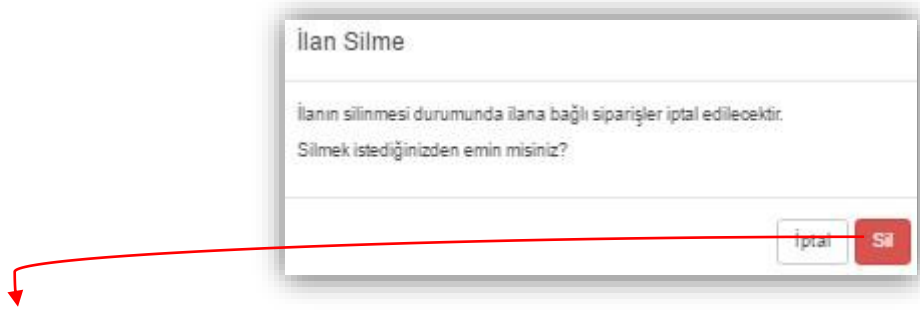 İlan Silme
İlanın silinmesi durumunda ilana bağlı siparişler iptal edilecektir.
Silmek istediğinizden emin misiniz?
İptal Sil